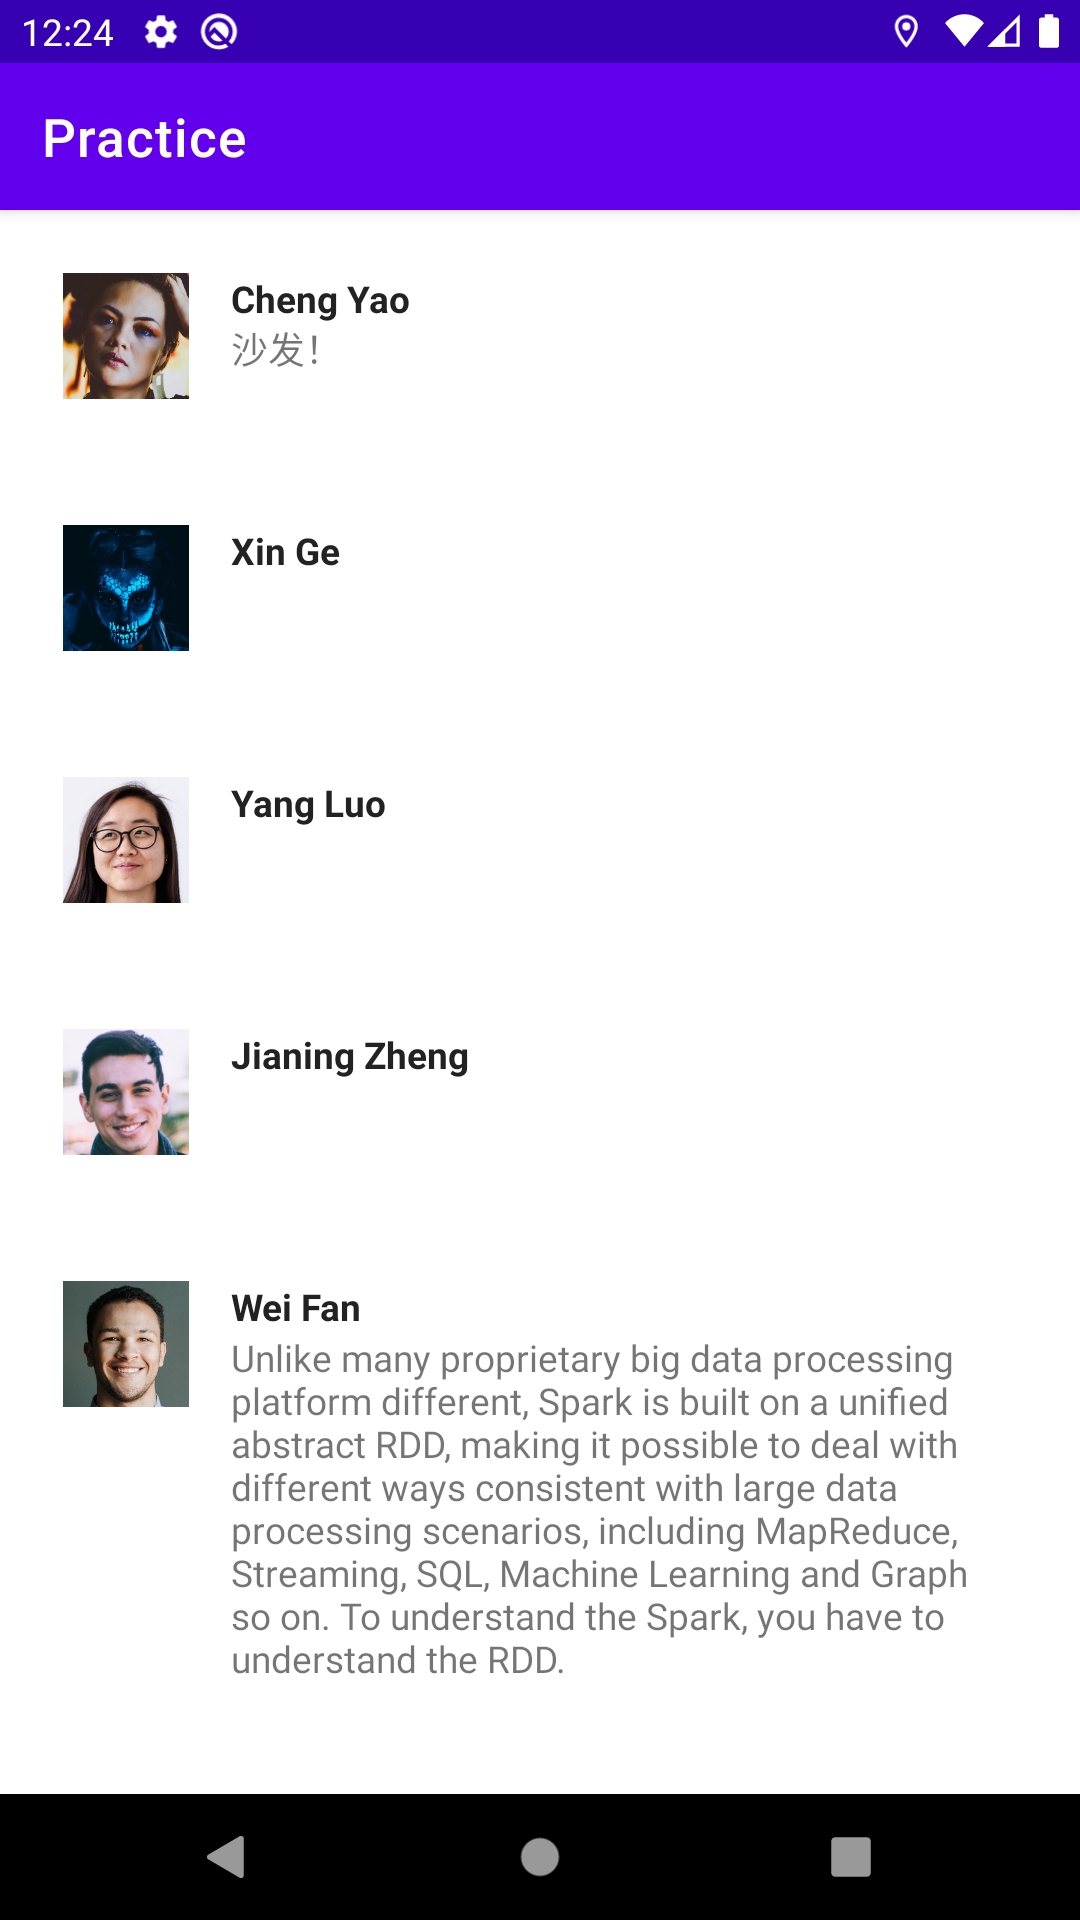 12:24
Practice
Cheng Yao
沙发！
Xin Ge
Yang Luo
Jianing Zheng
Wei Fan
Unlike many proprietary big data processing
platform different, Spark is built on a unified
abstract RDD, making it possible to deal with
different ways consistent with large data
processing scenarios, including MapReduce,
Streaming, SQL, Machine Learning and Graph
so on. To understand the Spark, you have to
understand the RDD.